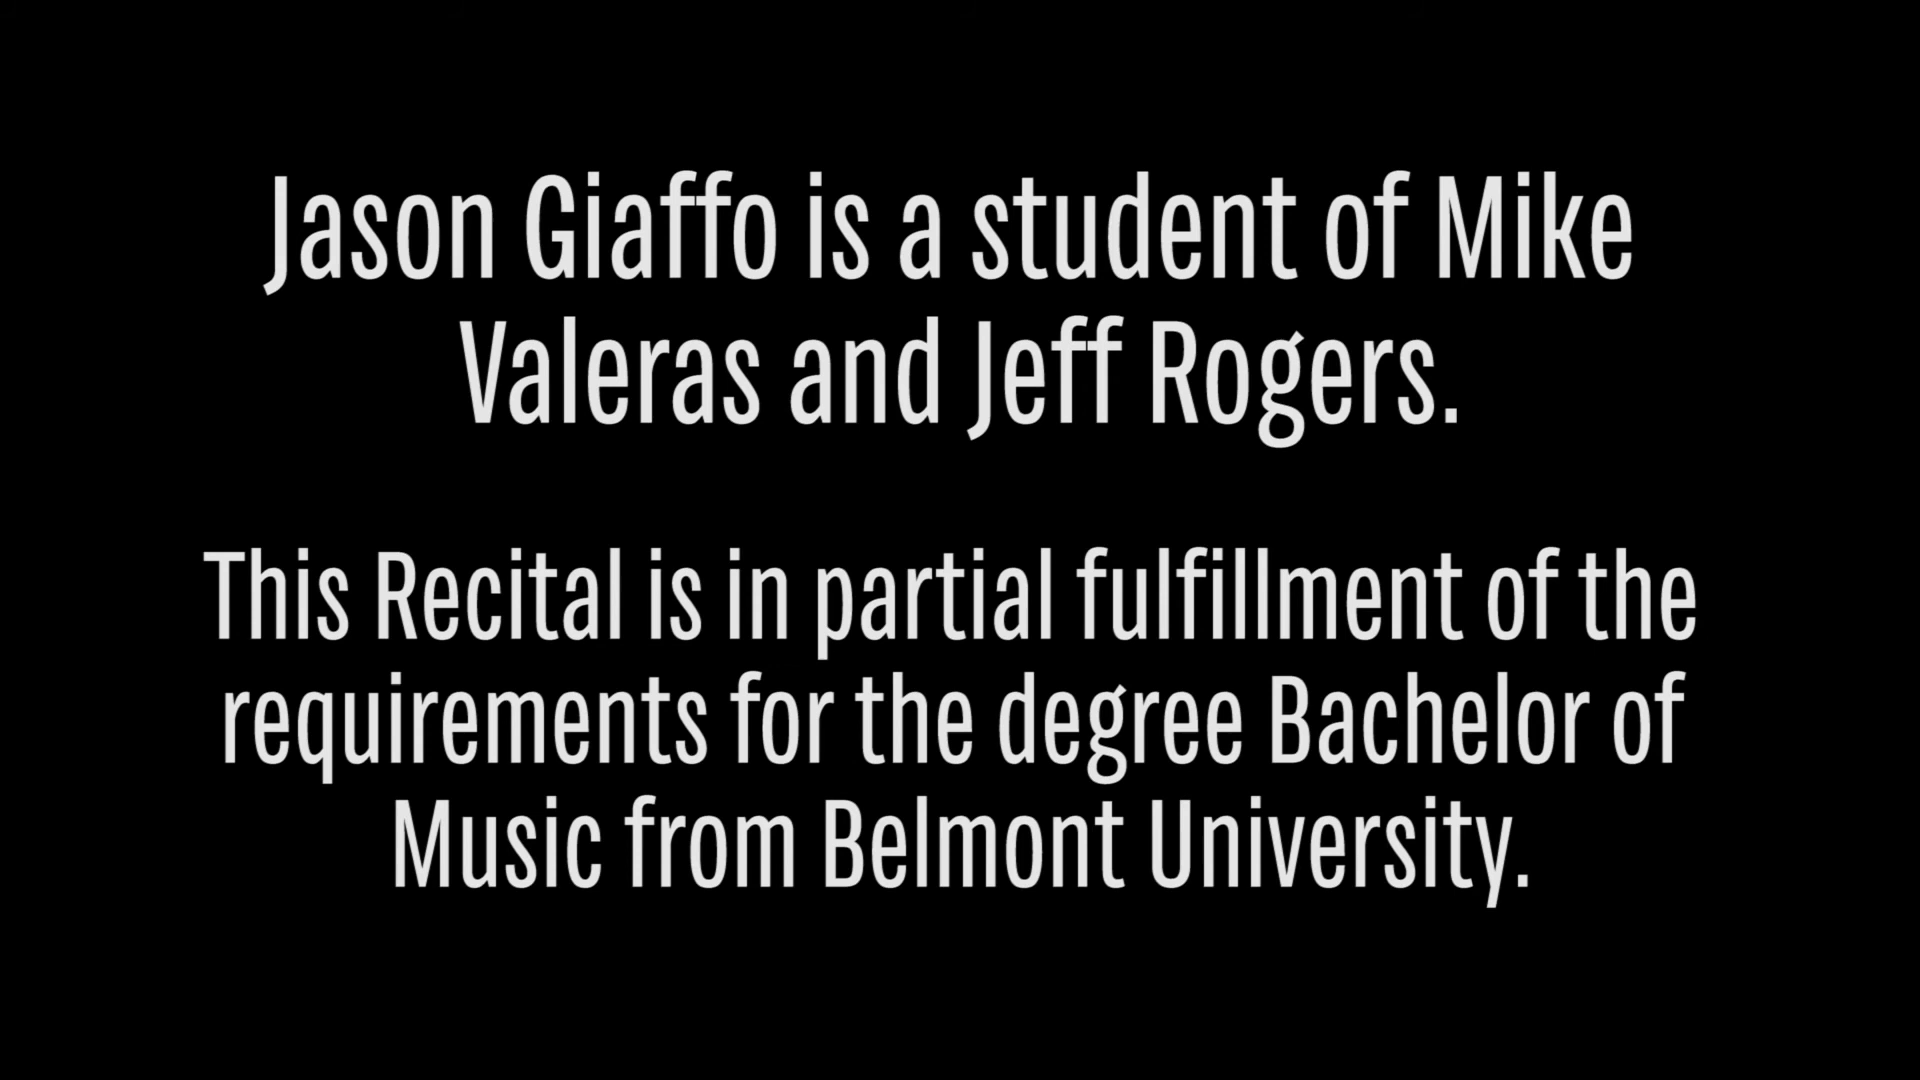 Jason Giaffo is a student of Mike
Valeras and Jeff Rogers.
This Recital is in partial fulfillment of the
requirements for the degree Bachelor of
Music from Belmont University.